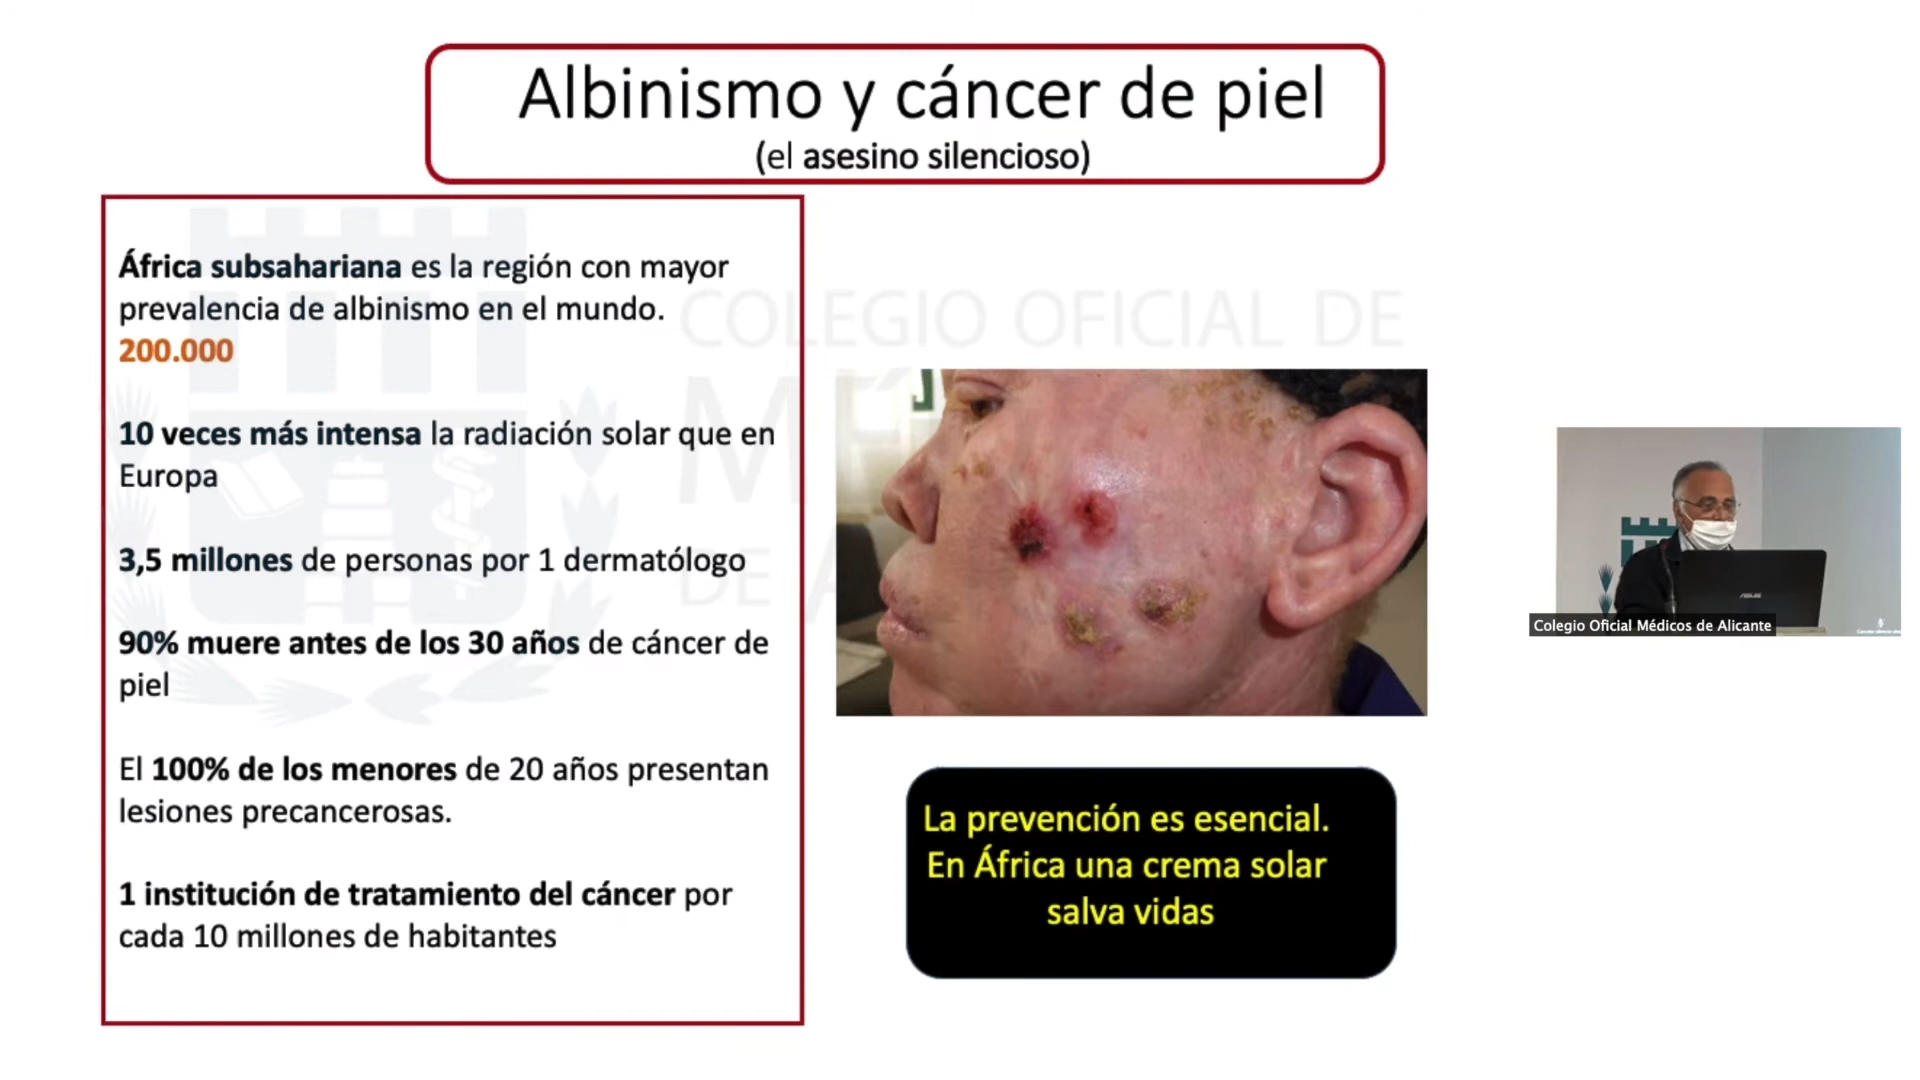 Albinismo y cáncer de piel
(el asesino silencioso)
África subsahariana es la región con mayor
prevalencia de albinismo en el mundo.
200.000
10 veces más intensa la radiación solar que en
Europa
3,5 millones de personas por 1 dermatólogo
90% muere antes de los 30 años de cáncer de
piel
El 100% de los menores de 20 años presentan
lesiones precancerosas.
1 institución de tratamiento del cáncer por
cada 10 millones de habitantes
COLEGIO OFICIAL DE
La prevención es esencial.
En África una crema solar
salva vidas
ASUS
Colegio Oficial Médicos de Alicante